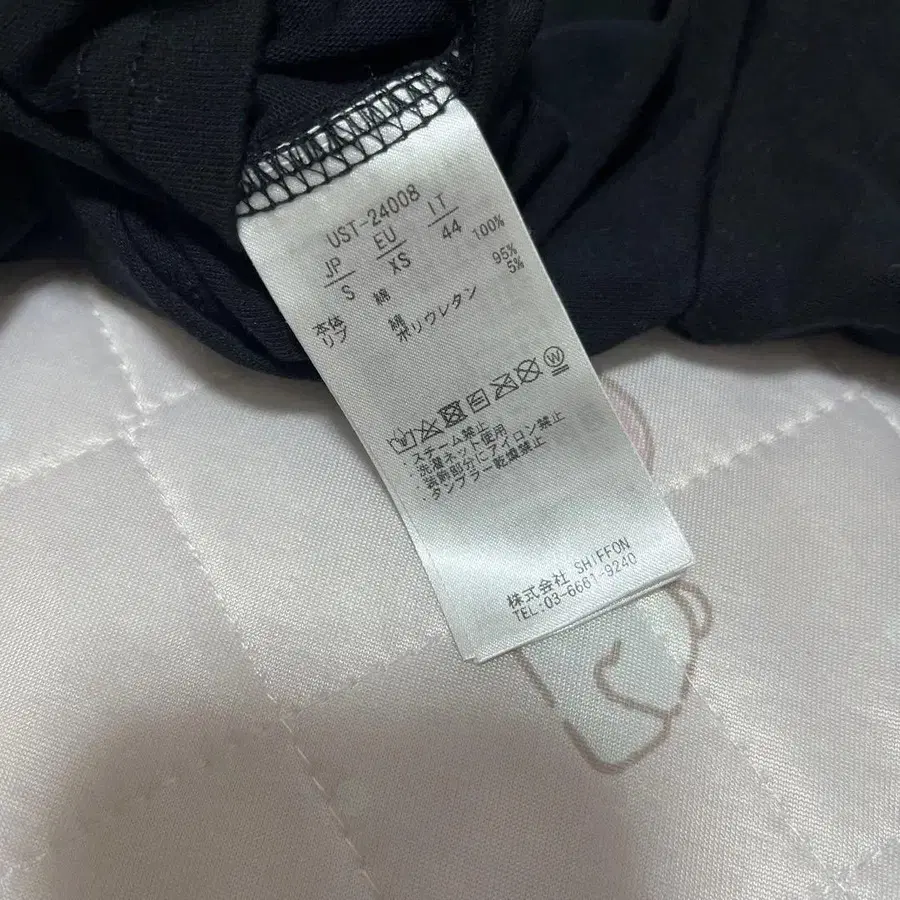 UST-24008
JP EU IT
S XS 44
本体 綿 100%
リブ 綿 95%
ポリウレタン 5%
W
・スチーム禁止
・洗濯ネット使用
・装飾部分にアイロン禁止
・タンブラー乾燥禁止
株式会社 SHIFFON
TEL:03-6661-9240